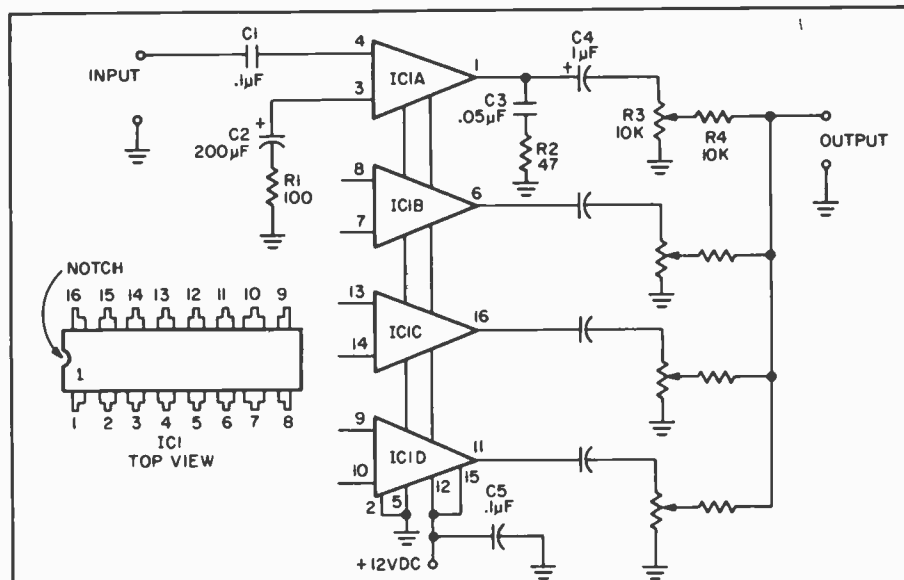 C1
.1µF
INPUT
4
3
IC1A
1
C4
+
1µF
C3
.05µF
R2
47
R3
10K
R4
10K
OUTPUT
+
C2
200µF
R1
100
8
7
IC1B
6
NOTCH
16 15 14 13 12 11 10 9
1
1 2 3 4 5 6 7 8
IC1
TOP VIEW
13
14
IC1C
16
9
10
IC1D
11
2 5 12 15
C5
.1µF
+12VDC